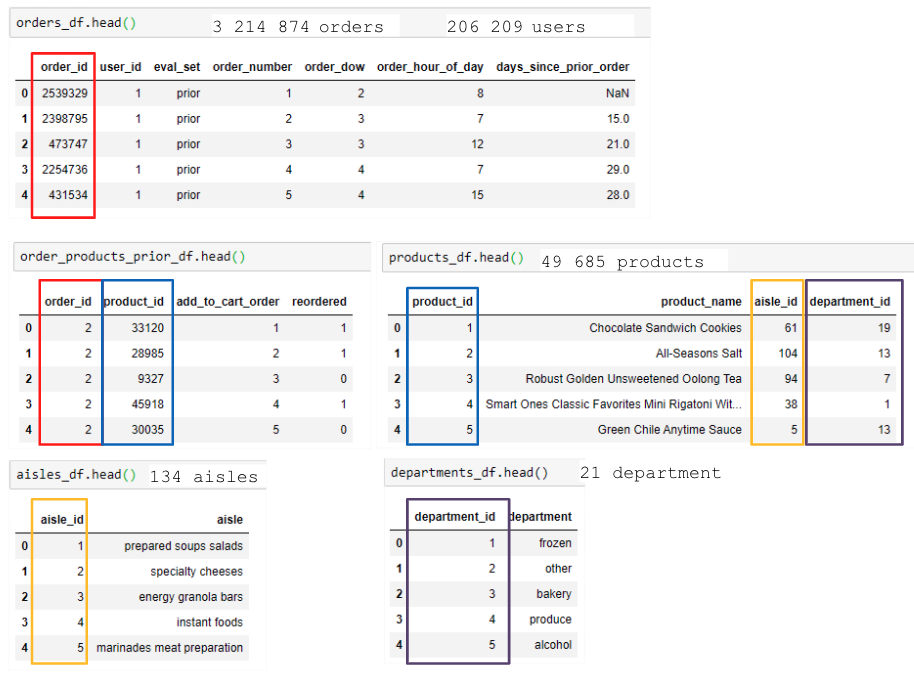 orders_df.head() 3 214 874 orders 206 209 users
order_id user_id eval_set order_number order_dow order_hour_of_day days_since_prior_order
0 2539329 1 prior 1 2 8 NaN
1 2398795 1 prior 2 3 7 15.0
2 473747 1 prior 3 3 12 21.0
3 2254736 1 prior 4 4 7 29.0
4 431534 1 prior 5 4 15 28.0
order_products_prior_df.head()
order_id product_id add_to_cart_order reordered
0 2 33120 1 1
1 2 28985 2 1
2 2 9327 3 0
3 2 45918 4 1
4 2 30035 5 0
products_df.head() 49 685 products
product_id product_name aisle_id department_id
0 1 Chocolate Sandwich Cookies 61 19
1 2 All-Seasons Salt 104 13
2 3 Robust Golden Unsweetened Oolong Tea 94 7
3 4 Smart Ones Classic Favorites Mini Rigatoni Wit... 38 1
4 5 Green Chile Anytime Sauce 5 13
aisles_df.head() 134 aisles
aisle_id aisle
0 1 prepared soups salads
1 2 specialty cheeses
2 3 energy granola bars
3 4 instant foods
4 5 marinades meat preparation
departments_df.head() 21 department
department_id department
0 1 frozen
1 2 other
2 3 bakery
3 4 produce
4 5 alcohol